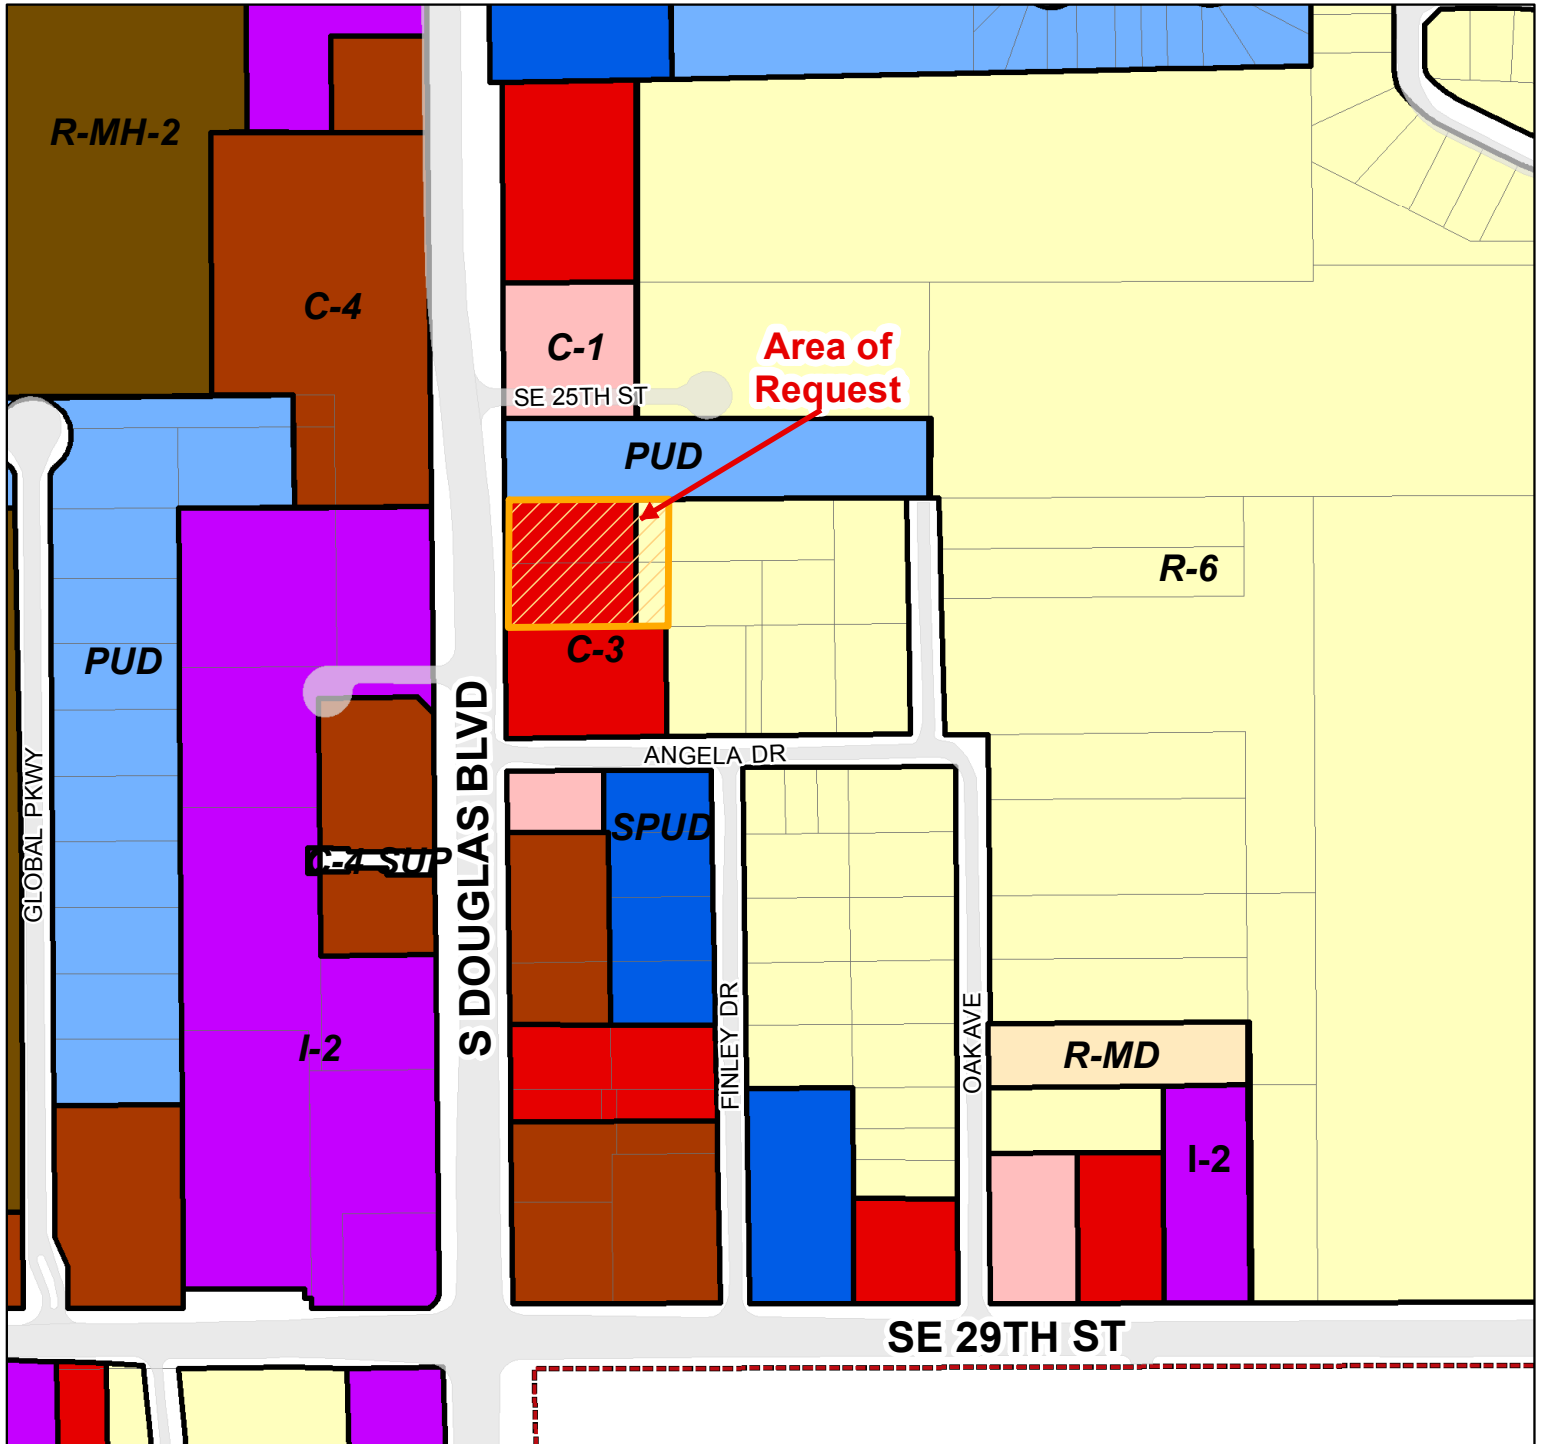 R-MH-2
C-4
C-1
Area of
Request
SE 25TH ST
PUD
R-6
C-3
PUD
ANGELA DR
S DOUGLAS BLVD
GLOBAL PKWY
SPUD
C-4 SUP
FINLEY DR
OAK AVE
I-2
R-MD
I-2
SE 29TH ST